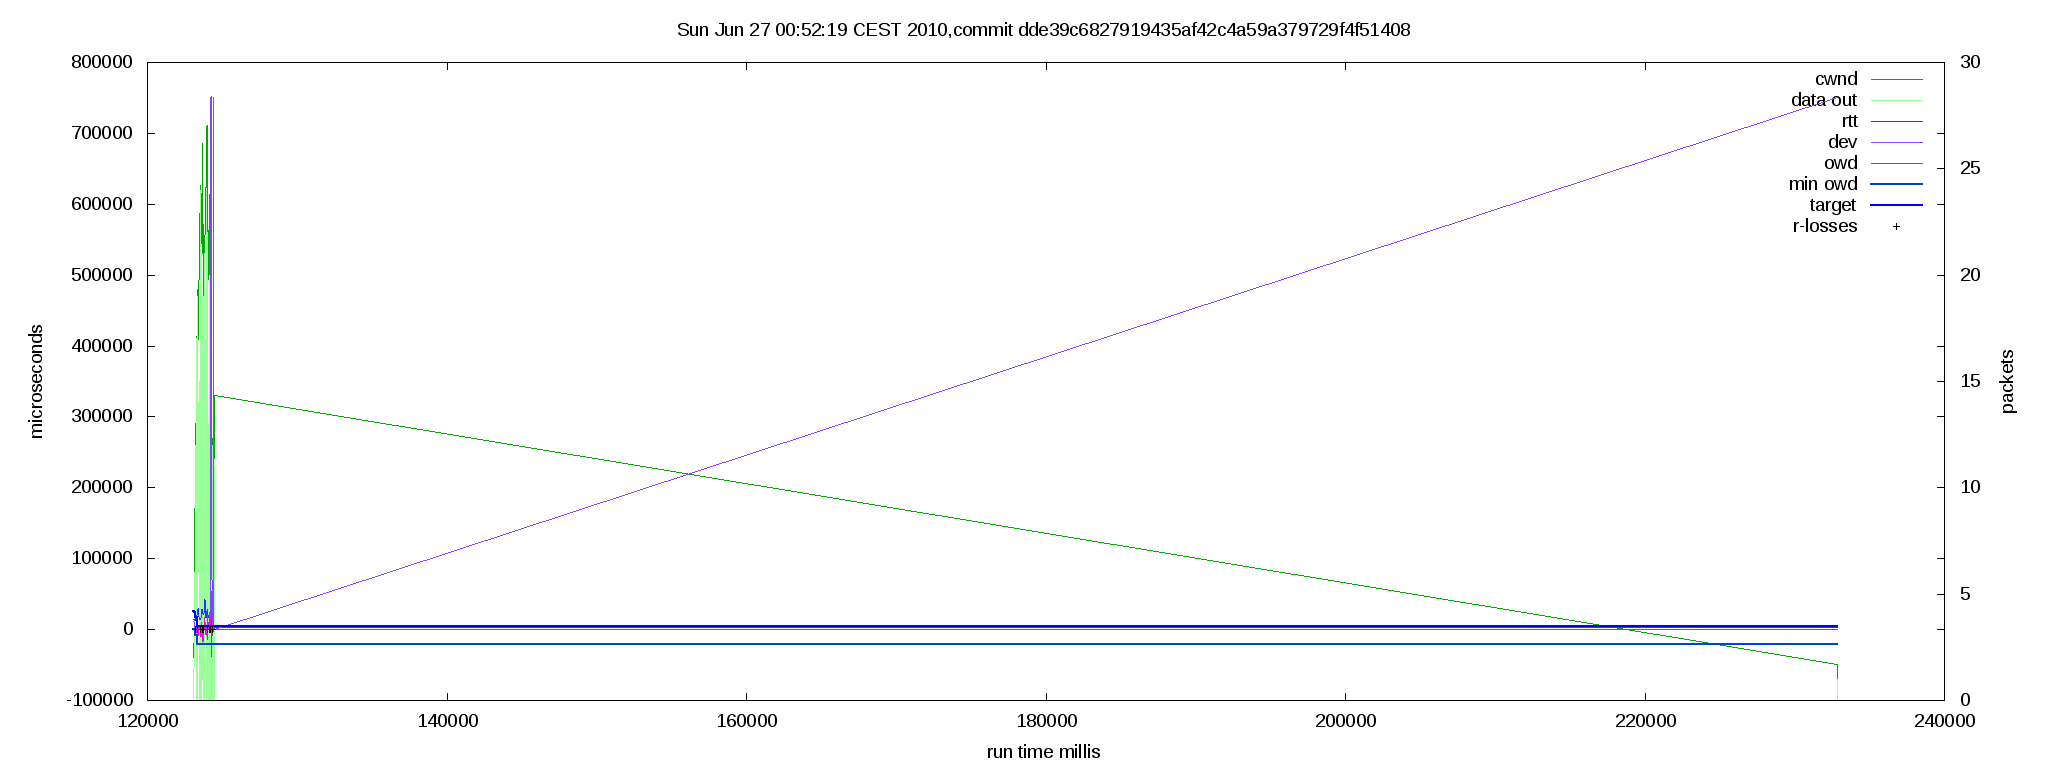 Sun Jun 27 00:52:19 CEST 2010,commit dde39c6827919435af42c4a59a379729f4f51408
800000
700000
600000
500000
400000
300000
200000
100000
0
-100000
microseconds
30
25
20
15
10
5
0
packets
cwnd
data out
rtt
dev
owd
min owd
target
r-losses
120000 140000 160000 180000 200000 220000 240000
run time millis